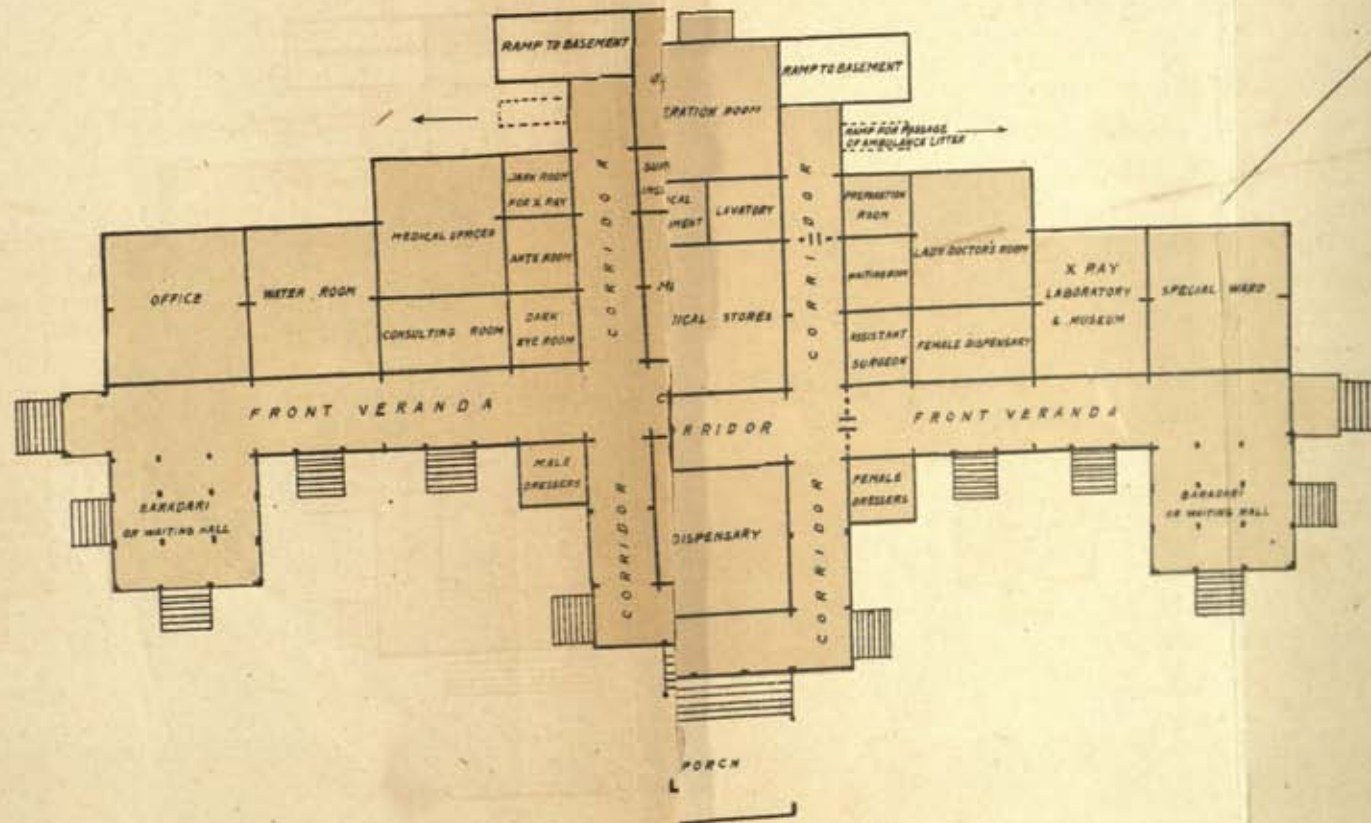 RAMP TO BASEMENT
RAMP TO BASEMENT
RATION ROOM
RAMP FOR PASSAGE
OF AMBULANCE LITTER
DARK ROOM
FOR X RAY
CORRIDOR
LAVATORY
CORRIDOR
PREPARATION
ROOM
MEDICAL OFFICER
ANTE ROOM
WAITING ROOM
LADY DOCTOR'S ROOM
X RAY
LABORATORY
& MUSEUM
SPECIAL WARD
OFFICE
WATER ROOM
CONSULTING ROOM
DARK
EYE ROOM
DICAL STORES
ASSISTANT
SURGEON
FEMALE DISPENSARY
FRONT VERANDA
C
RRIDOR
FRONT VERANDA
MALE
DRESSERS
FEMALE
DRESSERS
BARADARI
OR WAITING HALL
CORRIDOR
DISPENSARY
CORRIDOR
BARADARI
OR WAITING HALL
PORCH